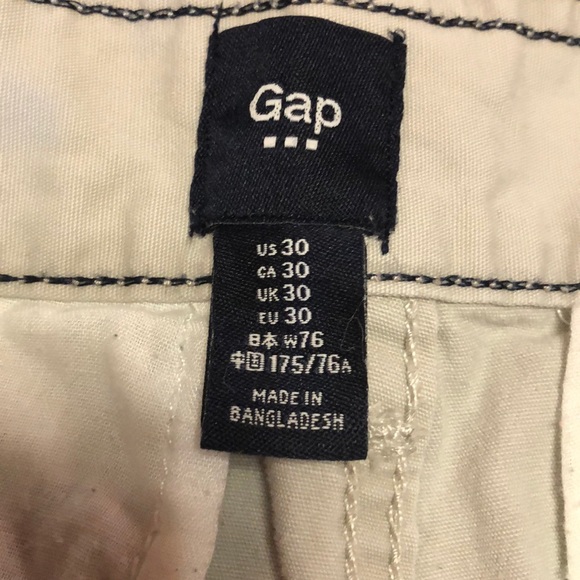 Gap
US 30
CA 30
UK 30
EU 30
日本 W76
中国 175/76A
MADE IN
BANGLADESH